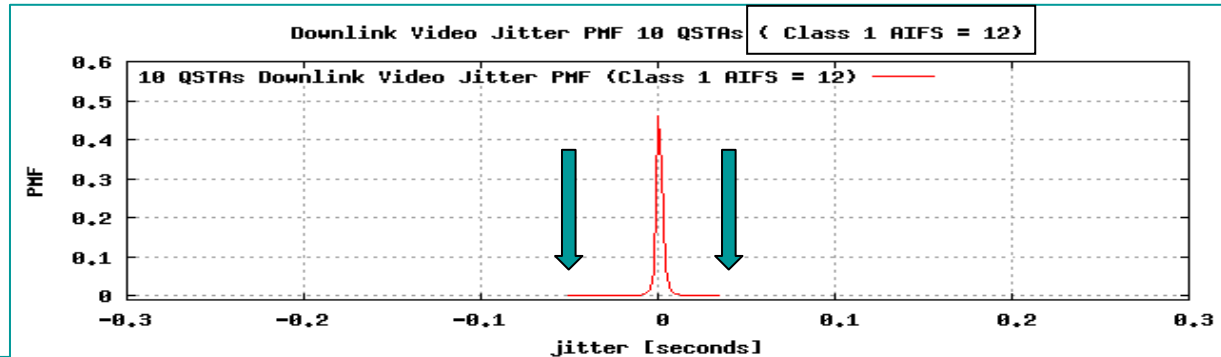 Downlink Video Jitter PMF 10 QSTAs ( Class 1 AIFS = 12)
10 QSTAs Downlink Video Jitter PMF (Class 1 AIFS = 12)
0.6
0.5
0.4
0.3
0.2
0.1
0
PMF
-0.3 -0.2 -0.1 0 0.1 0.2 0.3
jitter [seconds]